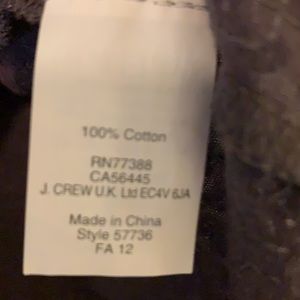 100% Cotton
RN77388
CA56445
J. CREW U.K. Ltd EC4V 6JA
Made in China
Style 57736
FA 12